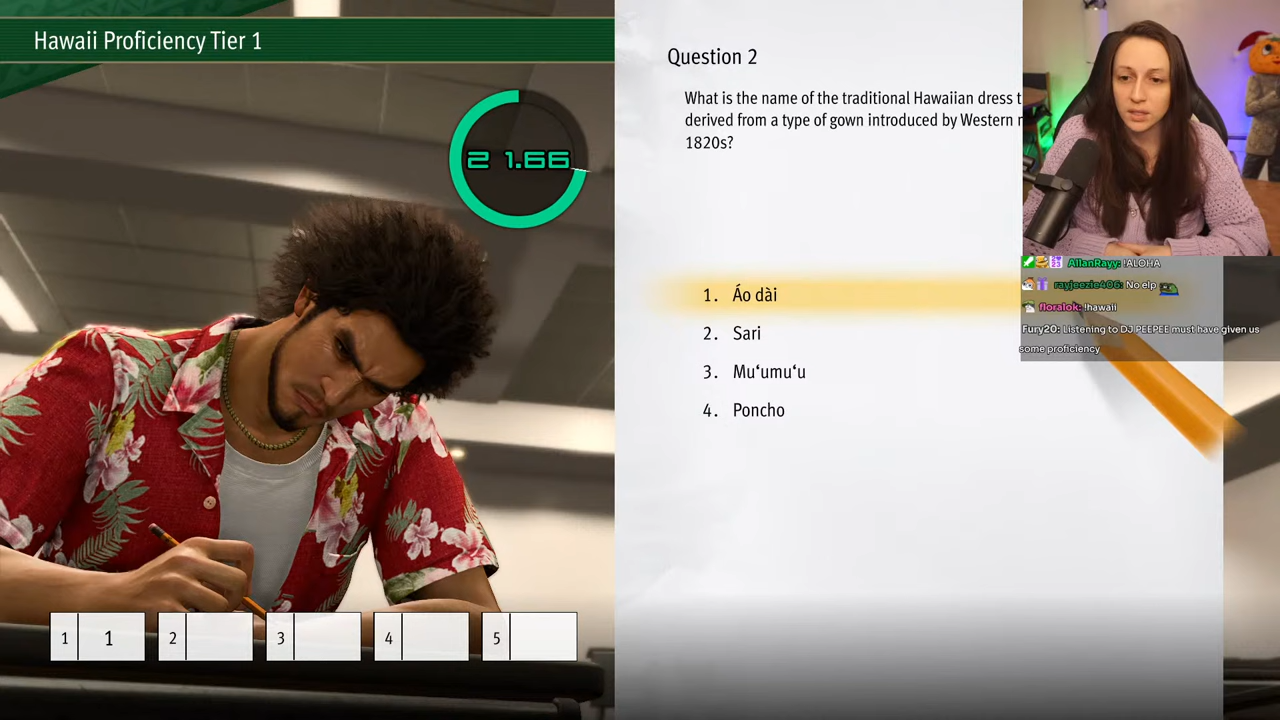 Hawaii Proficiency Tier 1
21.66
Question 2
What is the name of the traditional Hawaiian dress
derived from a type of gown introduced by Western
1820s?
1. Áo dài
2. Sari
3. Muʻumuʻu
4. Poncho
AllanRayy: !ALOHA
rayjeezie406: No elp
floralok: !hawaii
Fury20: Listening to DJ PEEPEE must have given us
some proficiency
1 1 2 3 4 5